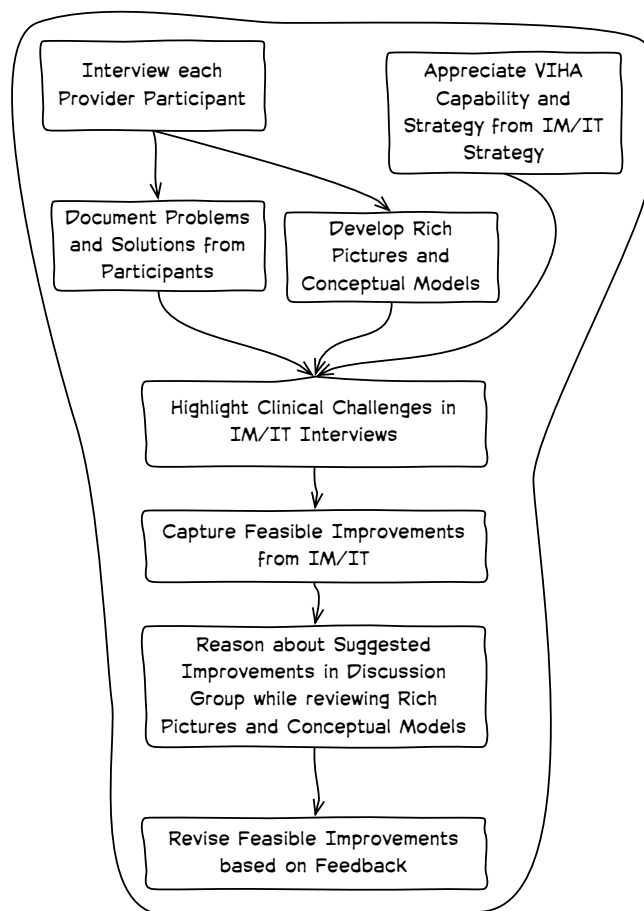 Interview each
Provider Participant
Appreciate VIHA
Capability and
Strategy from IM/IT
Strategy
Document Problems
and Solutions from
Participants
Develop Rich
Pictures and
Conceptual Models
Highlight Clinical Challenges in
IM/IT Interviews
Capture Feasible Improvements
from IM/IT
Reason about Suggested
Improvements in Discussion
Group while reviewing Rich
Pictures and Conceptual Models
Revise Feasible Improvements
based on Feedback